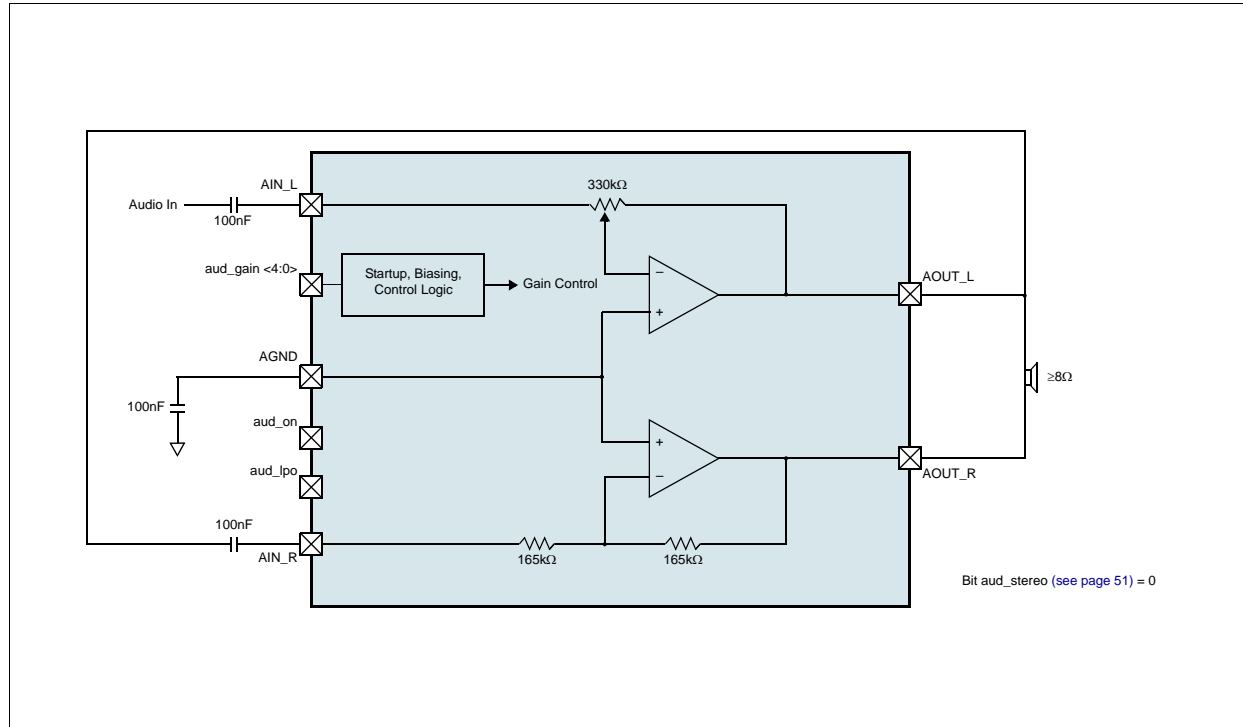 AIN_L
330kΩ
Audio In
100nF
aud_gain <4:0>
Startup, Biasing,
Control Logic
Gain Control
−
+
AOUT_L
AGND
≥8Ω
100nF
aud_on
+
−
AOUT_R
aud_lpo
100nF
AIN_R
165kΩ
165kΩ
Bit aud_stereo (see page 51) = 0